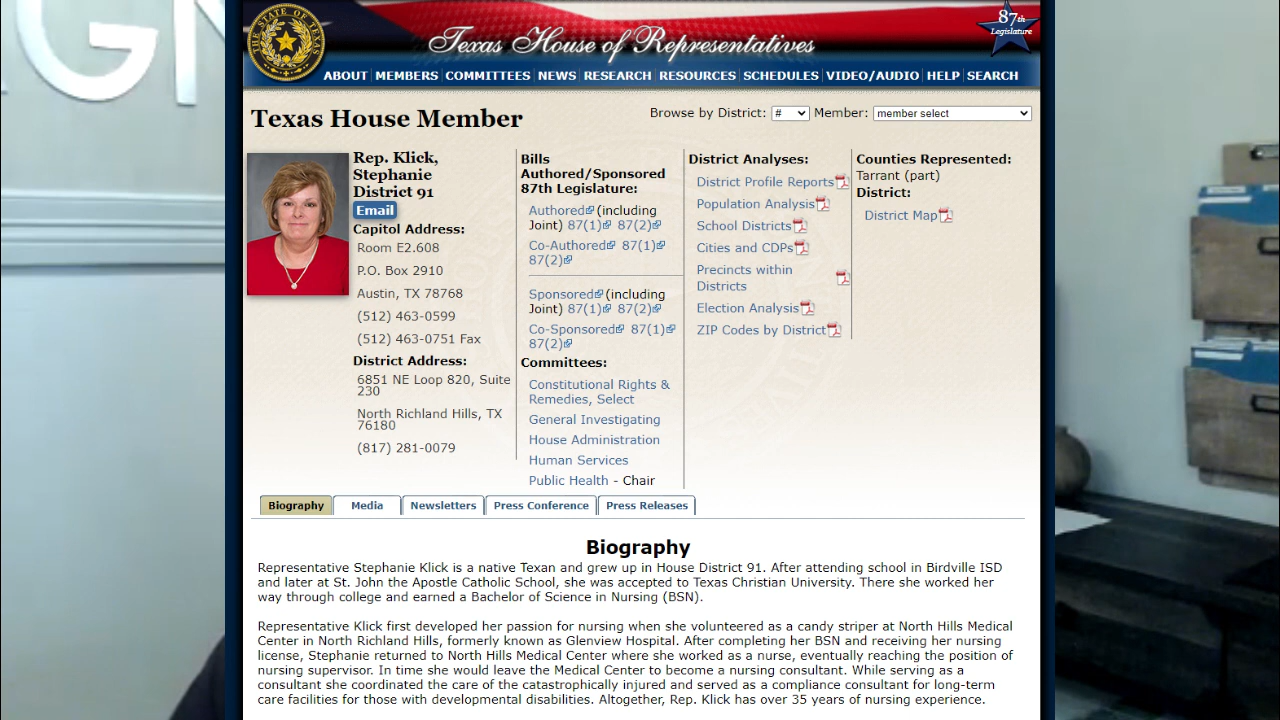 GN
THE STATE OF TEXAS
Texas House of Representatives
87th
Legislature
ABOUT MEMBERS COMMITTEES NEWS RESEARCH RESOURCES SCHEDULES VIDEO/AUDIO HELP SEARCH
Texas House Member
Browse by District: # Member: member select
Rep. Klick,
Stephanie
District 91
Email
Capitol Address:
Room E2.608
P.O. Box 2910
Austin, TX 78768
(512) 463-0599
(512) 463-0751 Fax
District Address:
6851 NE Loop 820, Suite
230
North Richland Hills, TX
76180
(817) 281-0079
Bills
Authored/Sponsored
87th Legislature:
Authored (including
Joint) 87(1) 87(2)
Co-Authored 87(1)
87(2)
Sponsored (including
Joint) 87(1) 87(2)
Co-Sponsored 87(1)
87(2)
Committees:
Constitutional Rights &
Remedies, Select
General Investigating
House Administration
Human Services
Public Health - Chair
District Analyses:
District Profile Reports
Population Analysis
School Districts
Cities and CDPs
Precincts within
Districts
Election Analysis
ZIP Codes by District
Counties Represented:
Tarrant (part)
District:
District Map
Biography Media Newsletters Press Conference Press Releases
Biography
Representative Stephanie Klick is a native Texan and grew up in House District 91. After attending school in Birdville ISD
and later at St. John the Apostle Catholic School, she was accepted to Texas Christian University. There she worked her
way through college and earned a Bachelor of Science in Nursing (BSN).
Representative Klick first developed her passion for nursing when she volunteered as a candy striper at North Hills Medical
Center in North Richland Hills, formerly known as Glenview Hospital. After completing her BSN and receiving her nursing
license, Stephanie returned to North Hills Medical Center where she worked as a nurse, eventually reaching the position of
nursing supervisor. In time she would leave the Medical Center to become a nursing consultant. While serving as a
consultant she coordinated the care of the catastrophically injured and served as a compliance consultant for long-term
care facilities for those with developmental disabilities. Altogether, Rep. Klick has over 35 years of nursing experience.